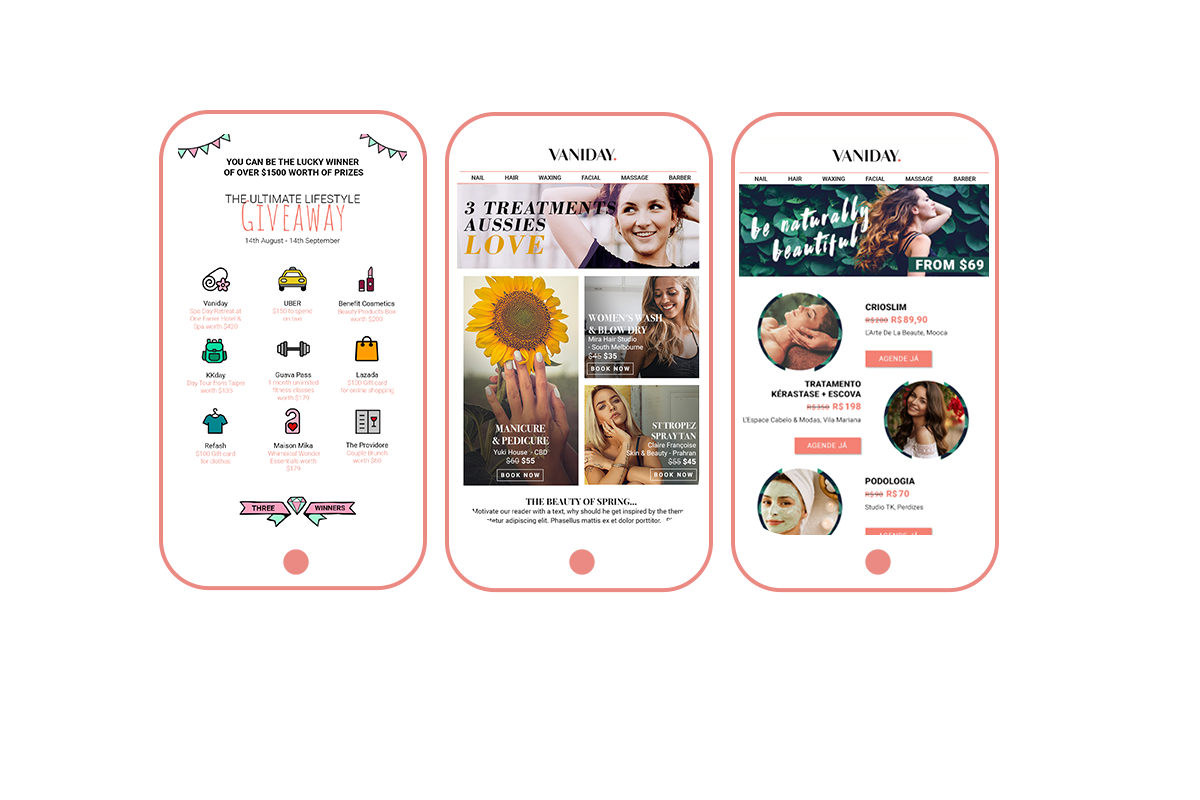 YOU CAN BE THE LUCKY WINNER
OF OVER $1500 WORTH OF PRIZES
THE ULTIMATE LIFESTYLE
GIVEAWAY
14th August - 14th September
Vaniday
Spa Day Retreat at
One Farrer Hotel &
Spa worth $420
UBER
$150 to spend
on taxi
Benefit Cosmetics
Beauty Products Box
worth $200
KKday
Day Tour from Taipei
worth $135
Guava Pass
1 month unlimited
fitness classes
worth $179
Lazada
$150 Gift card
for online shopping
Refash
$100 Gift card
for clothes
Maison Mika
Whimsical Wonder
Essentials worth
$179
The Providore
Couple Brunch
worth $60
THREE WINNERS
VANIDAY.
NAIL HAIR WAXING FACIAL MASSAGE BARBER
3 TREATMENTS
AUSSIES
LOVE
MANICURE
& PEDICURE
Yuki House - CBD
$60 $55
BOOK NOW
WOMEN'S WASH
& BLOW DRY
Mira Hair Studio
- South Melbourne
$45 $35
BOOK NOW
ST TROPEZ
SPRAY TAN
Claire Françoise
Skin & Beauty - Prahran
$55 $45
BOOK NOW
THE BEAUTY OF SPRING...
Motivate our reader with a text, why should he get inspired by the them
tetur adipiscing elit. Phasellus mattis ex et dolor porttitor.
VANIDAY.
NAIL HAIR WAXING FACIAL MASSAGE BARBER
be naturally
beautiful
FROM $69
CRIOSLIM
R$200 R$89,90
L'Arte De La Beaute, Mooca
AGENDE JÁ
TRATAMENTO
KÉRASTASE + ESCOVA
R$350 R$198
L'Espace Cabelo & Modas, Vila Mariana
AGENDE JÁ
PODOLOGIA
R$90 R$70
Studio TK, Perdizes
AGENDE JÁ